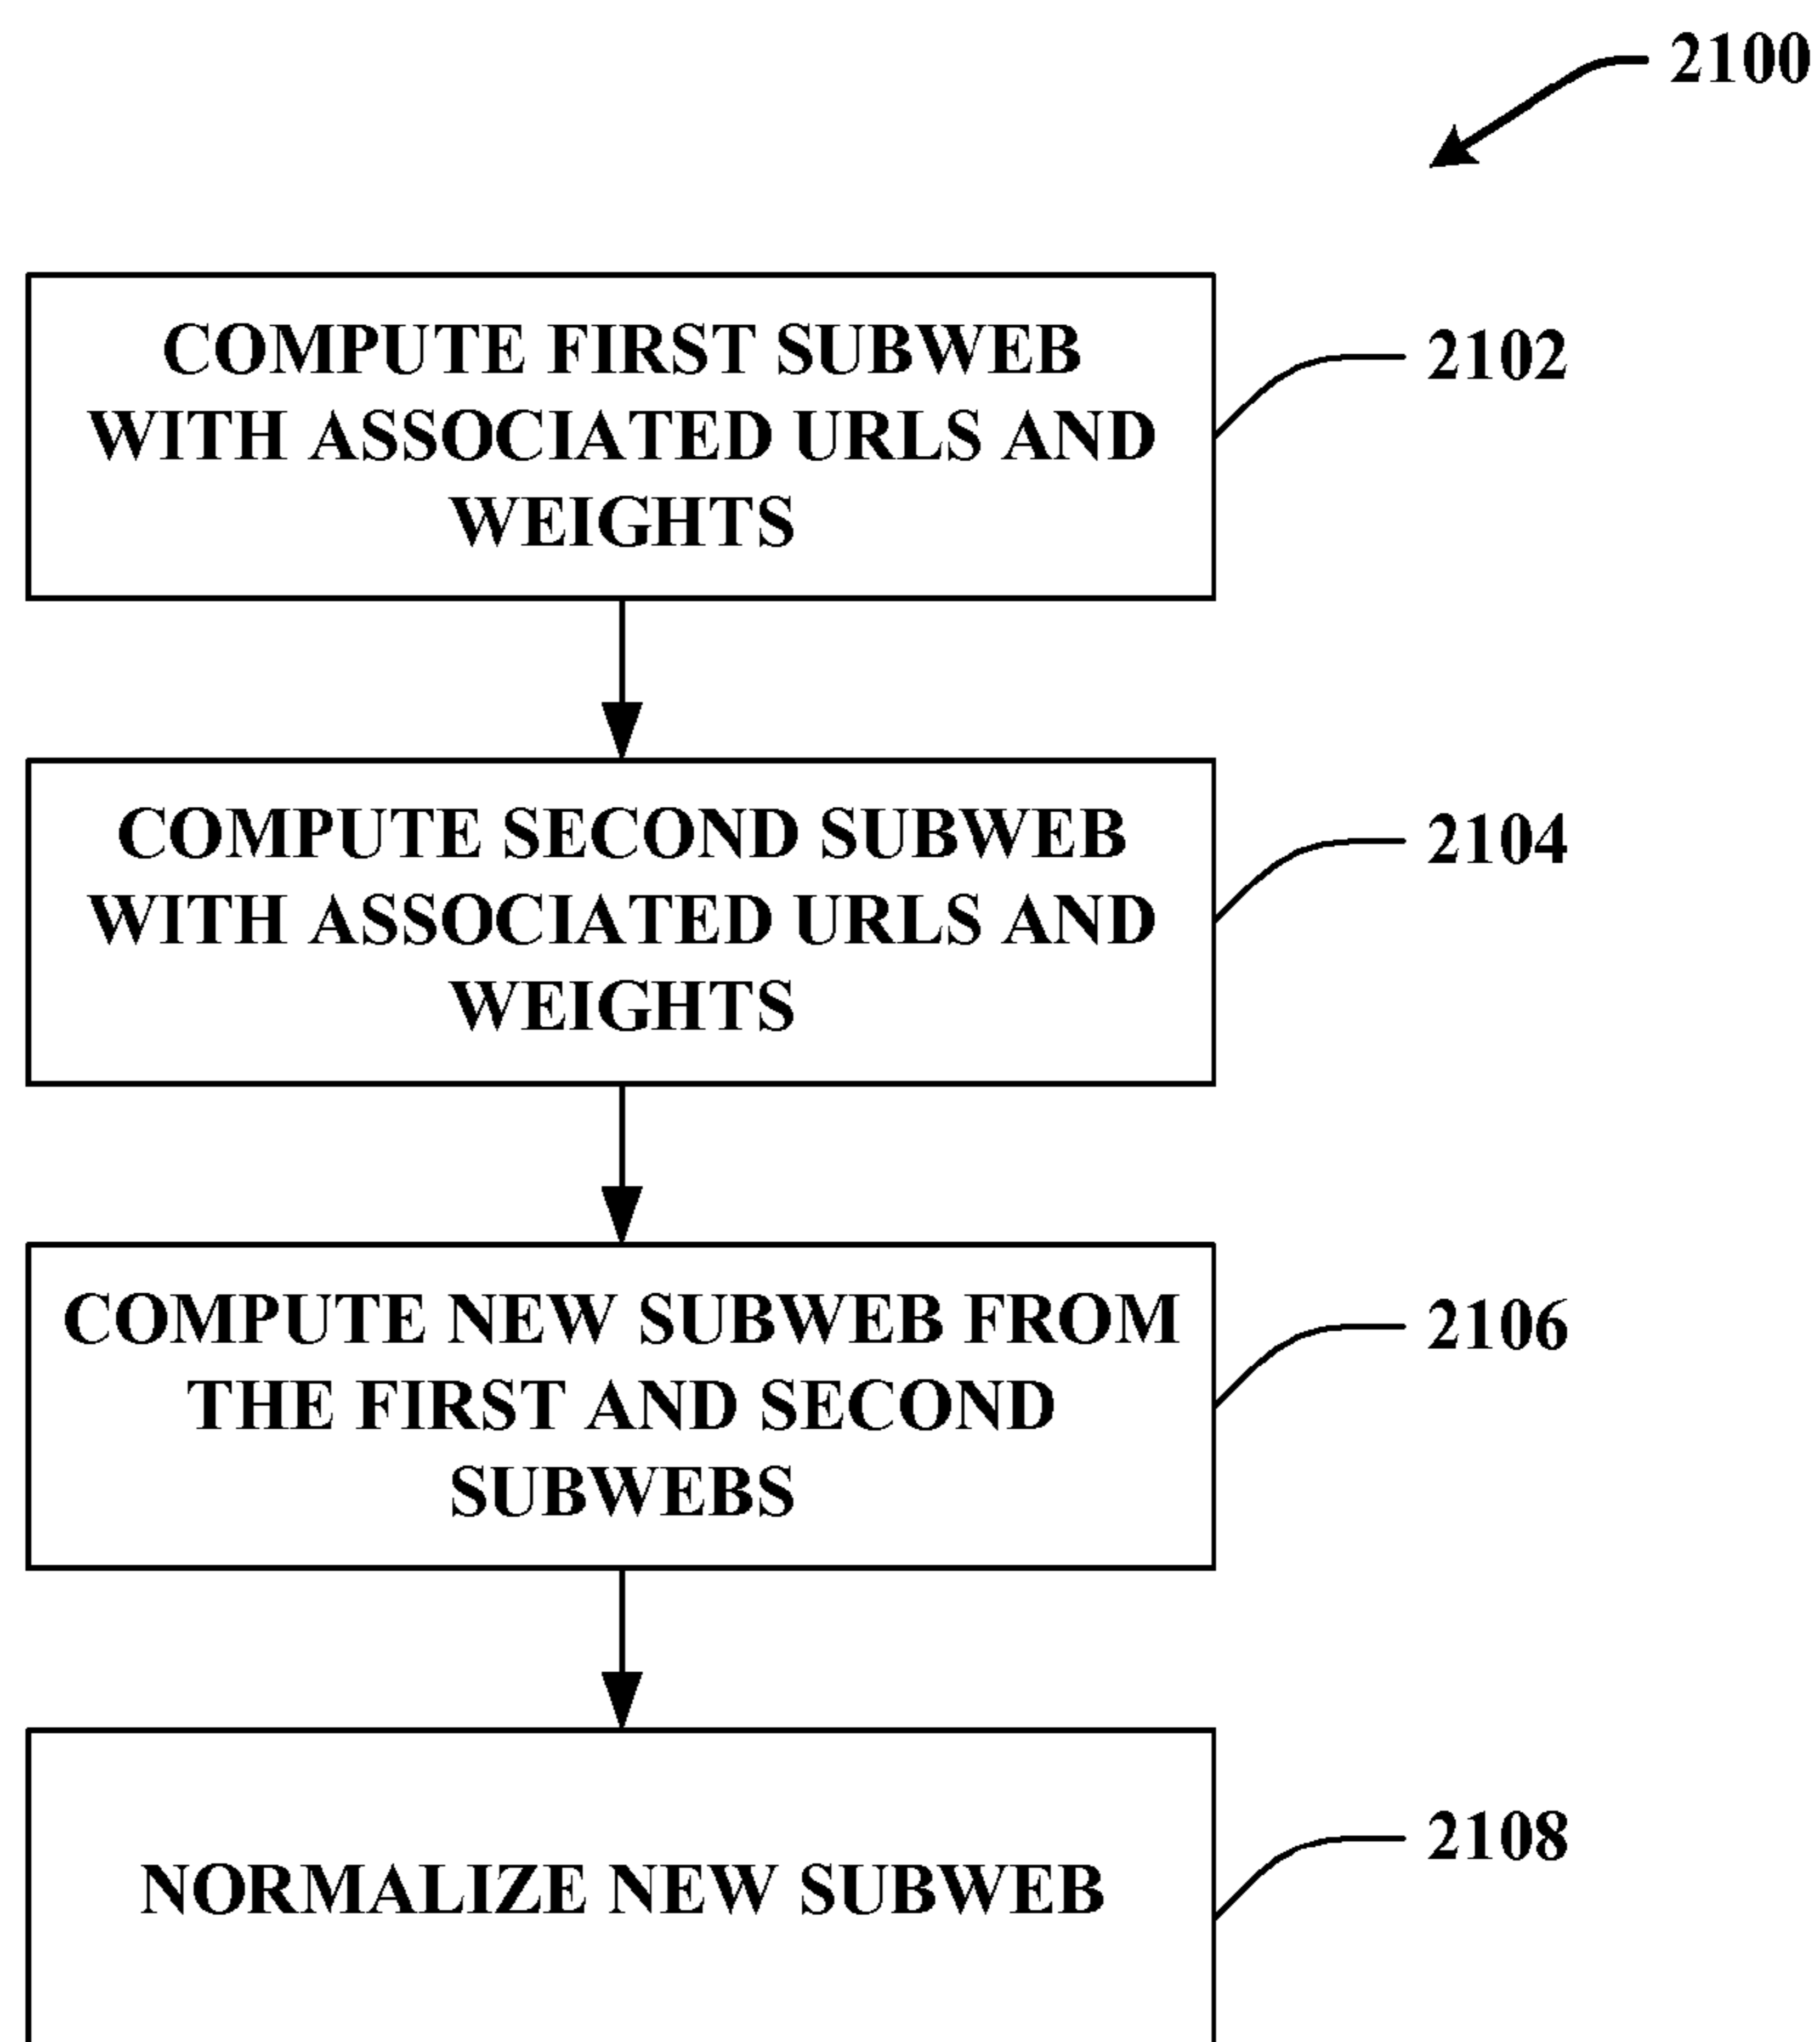 2100
COMPUTE FIRST SUBWEB
WITH ASSOCIATED URLS AND
WEIGHTS
2102
COMPUTE SECOND SUBWEB
WITH ASSOCIATED URLS AND
WEIGHTS
2104
COMPUTE NEW SUBWEB FROM
THE FIRST AND SECOND
SUBWEBS
2106
NORMALIZE NEW SUBWEB
2108